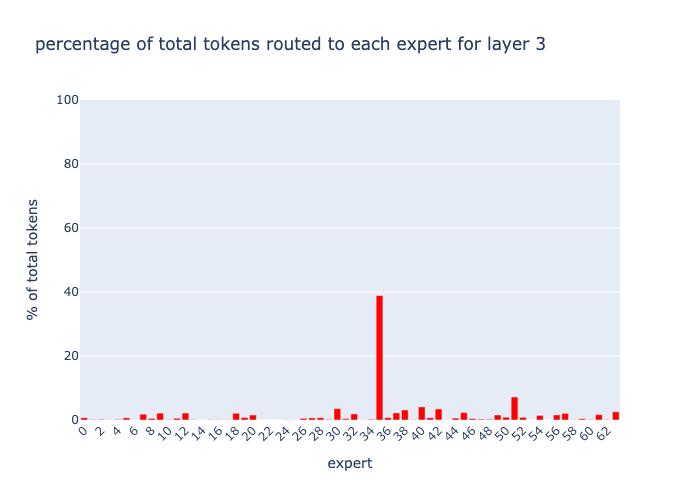 percentage of total tokens routed to each expert for layer 3
100
80
60
40
20
0
% of total tokens
0 2 4 6 8 10 12 14 16 18 20 22 24 26 28 30 32 34 36 38 40 42 44 46 48 50 52 54 56 58 60 62
expert